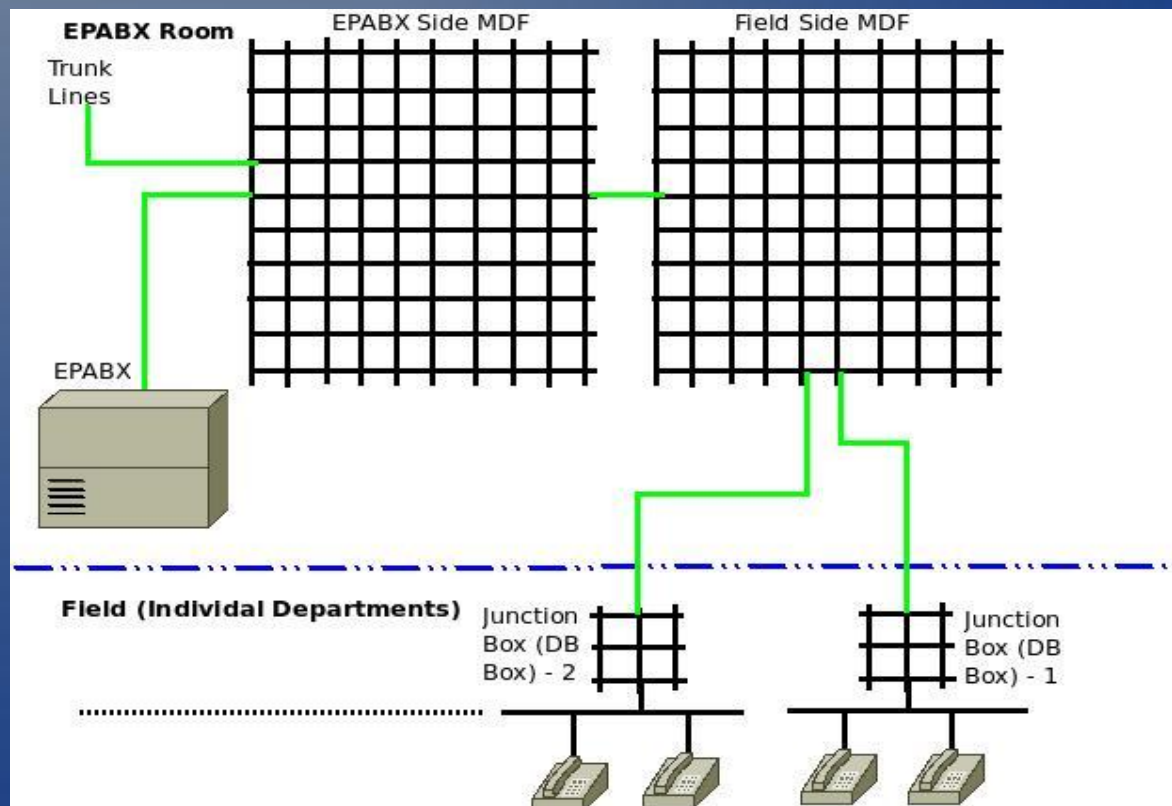 EPABX Room
EPABX Side MDF
Field Side MDF
Trunk
Lines
EPABX
Field (Individal Departments)
Junction
Box (DB
Box) - 2
Junction
Box (DB
Box) - 1